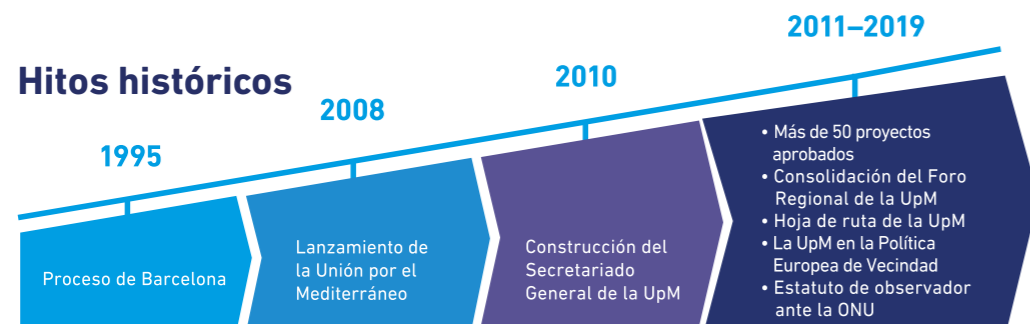 Hitos históricos
1995
Proceso de Barcelona
2008
Lanzamiento de
la Unión por el
Mediterráneo
2010
Construcción del
Secretariado
General de la UpM
2011–2019
• Más de 50 proyectos
aprobados
• Consolidación del Foro
Regional de la UpM
• Hoja de ruta de la UpM
• La UpM en la Política
Europea de Vecindad
• Estatuto de observador
ante la ONU